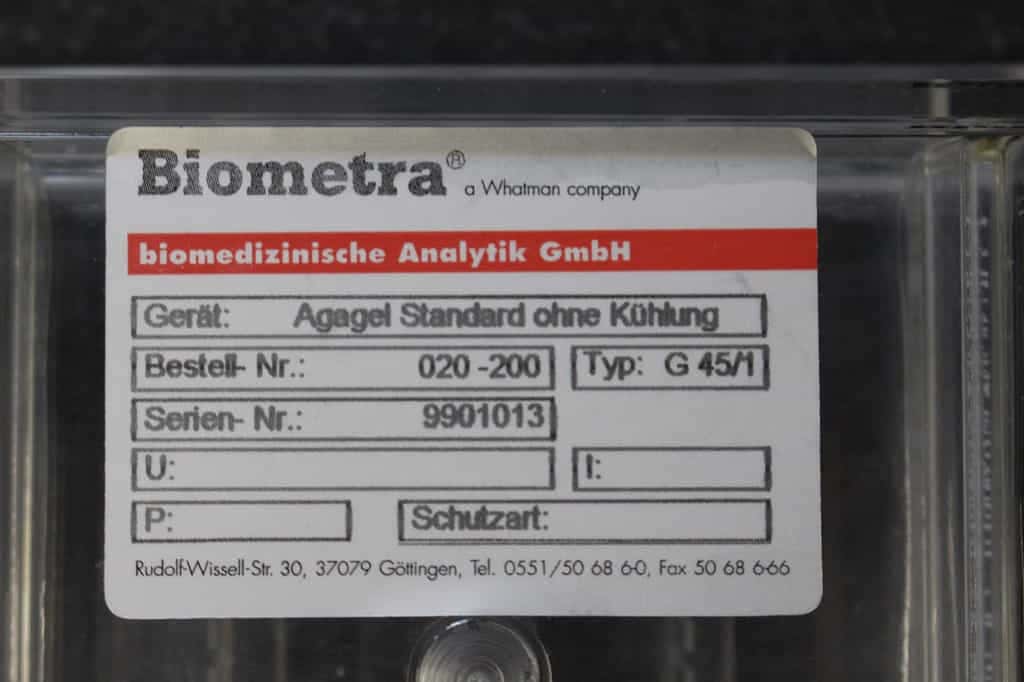 Biometra® a Whatman company
biomedizinische Analytik GmbH
Gerät: Agagel Standard ohne Kühlung
Bestell- Nr.: 020 -200 Typ: G 45/1
Serien- Nr.: 9901013
U: I:
P: Schutzart:
Rudolf-Wissell-Str. 30, 37079 Göttingen, Tel. 0551/50 68 6-0, Fax 50 68 6-66